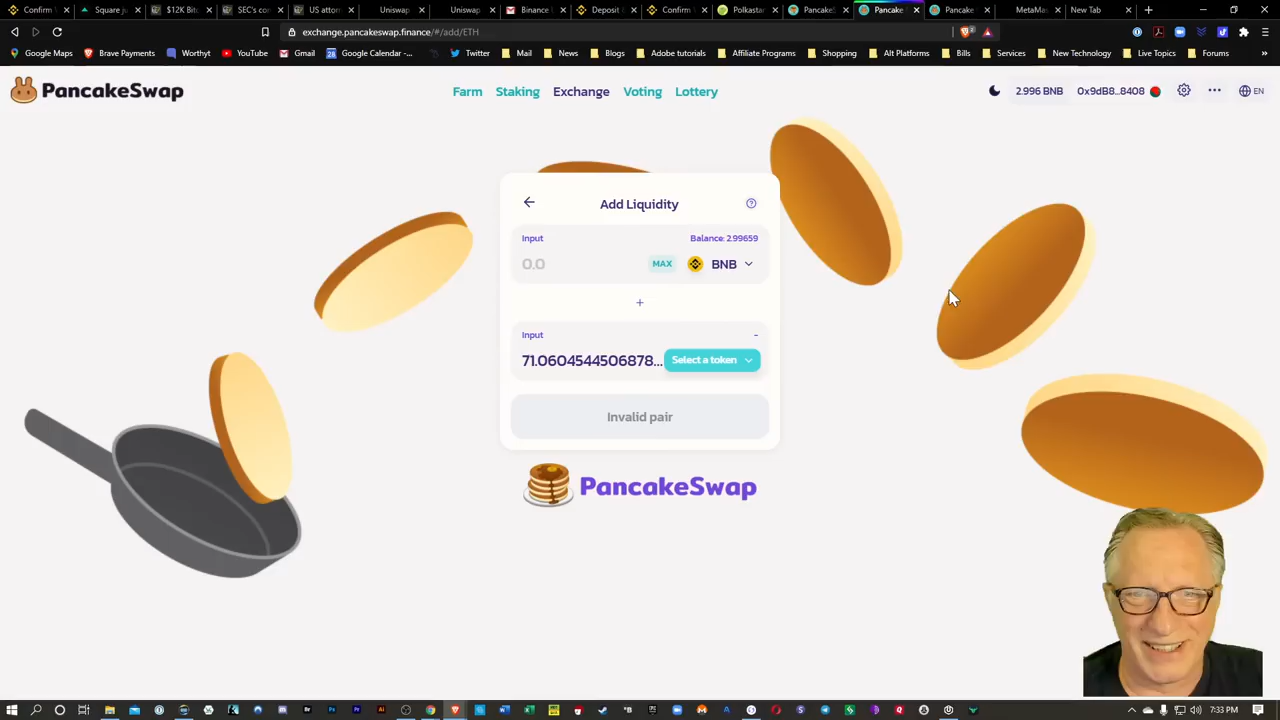 Confirm
Square j
$12K Bit
SEC's con
US attorn
Uniswap
Uniswap
Binance L
Deposit
Confirm
Polkastar
Pancake
Pancake
Pancake
MetaMas
New Tab
exchange.pancakeswap.finance/#/add/ETH
Google Maps
Brave Payments
Worthyt
YouTube
Gmail
Google Calendar -...
Twitter
Mail
News
Blogs
Adobe tutorials
Affiliate Programs
Shopping
Alt Platforms
Bills
Services
New Technology
Live Topics
Forums
PancakeSwap
Farm Staking Exchange Voting Lottery
2.996 BNB 0x9dB8...8408 EN
Add Liquidity
Input Balance: 2.99659
0.0 MAX BNB
+
Input -
71.0604544506878... Select a token
Invalid pair
PancakeSwap
7:33 PM